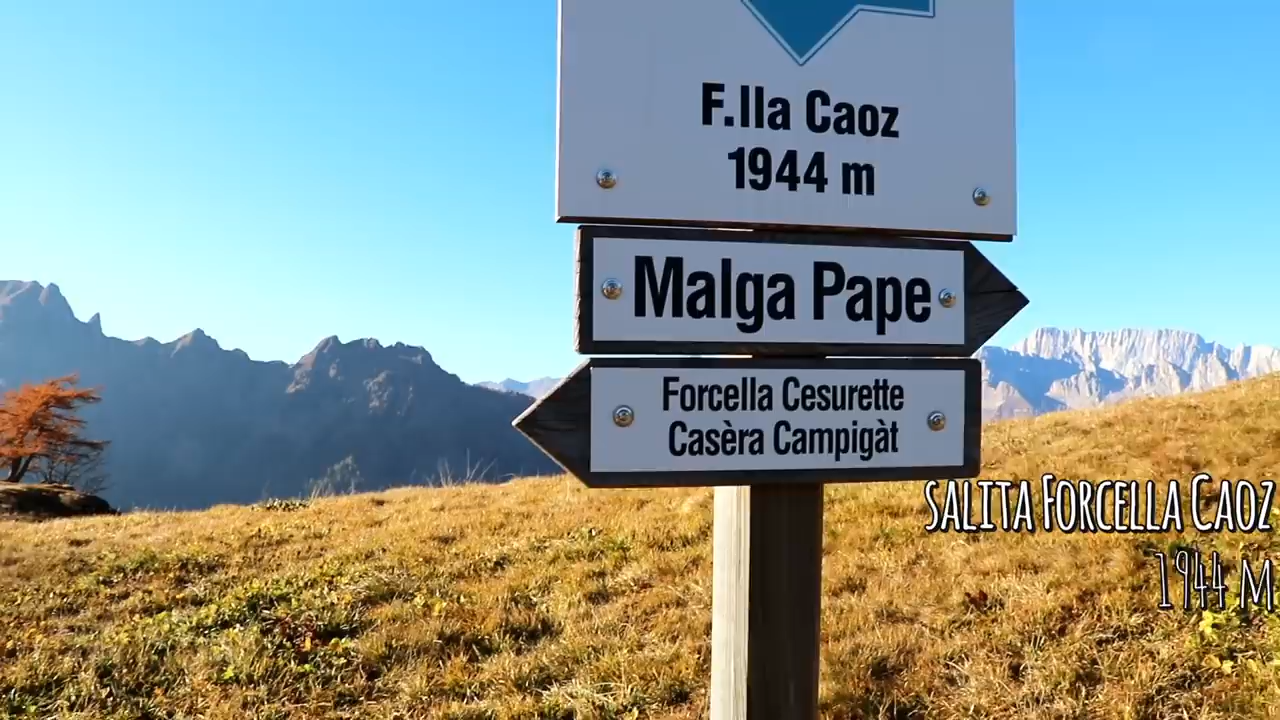 F.lla Caoz
1944 m
Malga Pape
Forcella Cesurette
Casèra Campigàt
SALITA FORCELLA CAOZ
1944 M